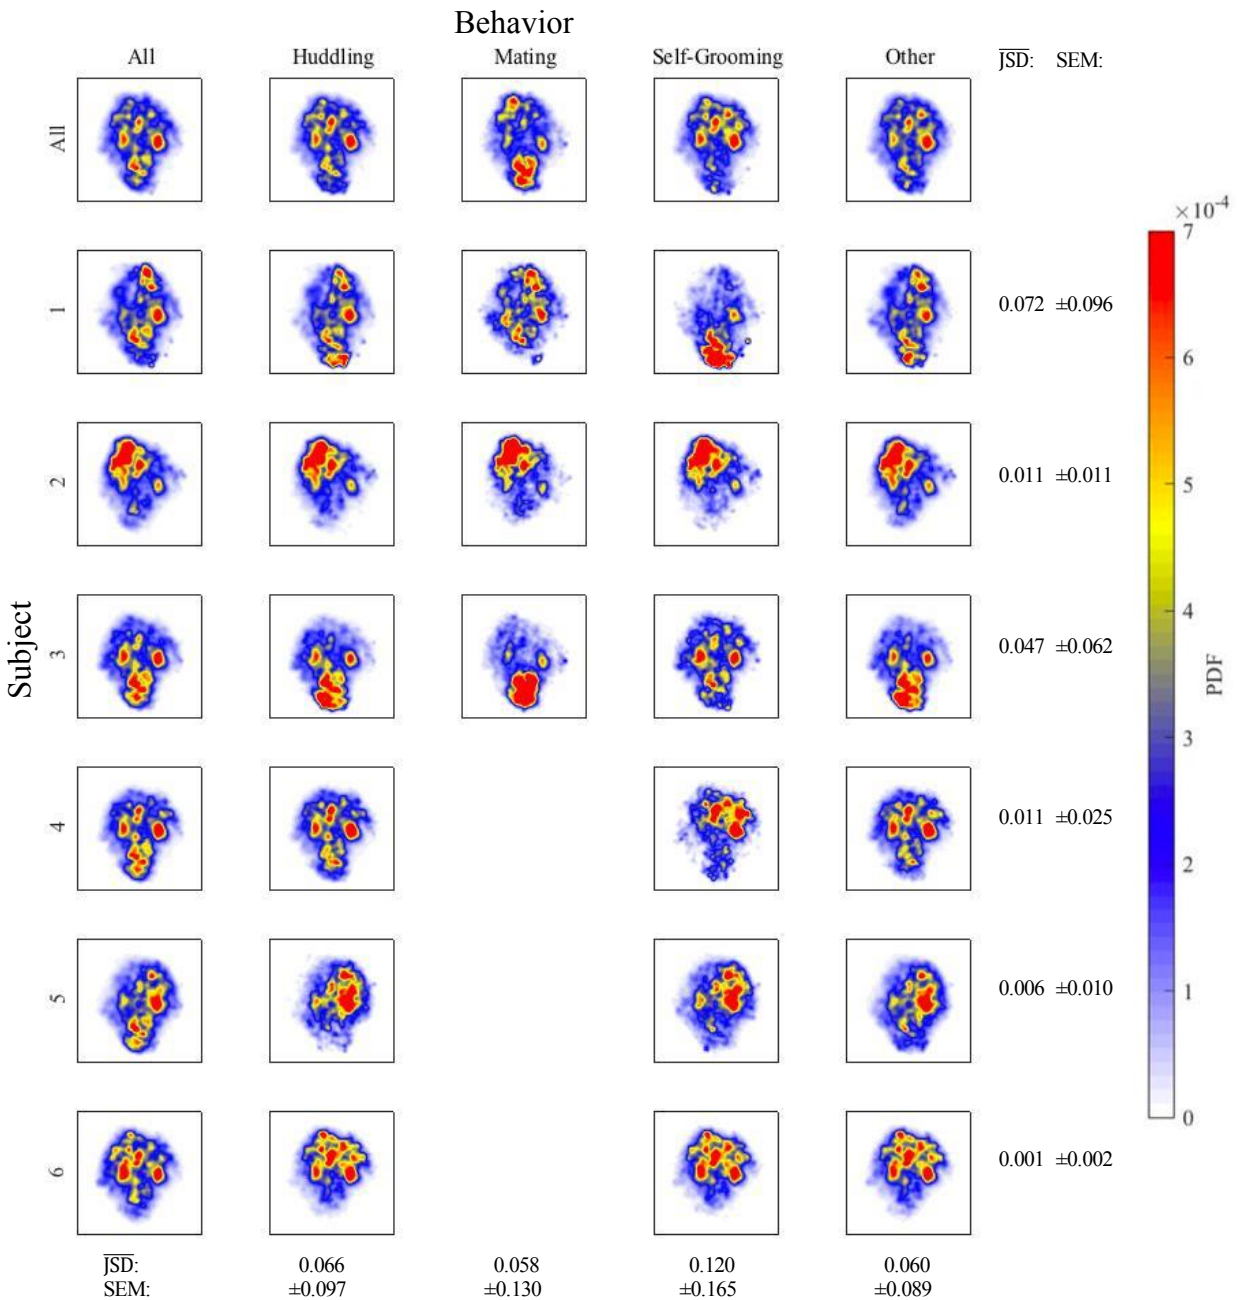 Behavior
All Huddling Mating Self-Grooming Other JSD: SEM:
All
1 0.072 ±0.096
2 0.011 ±0.011
Subject
3 0.047 ±0.062
4 0.011 ±0.025
5 0.006 ±0.010
6 0.001 ±0.002
JSD: 0.066 0.058 0.120 0.060
SEM: ±0.097 ±0.130 ±0.165 ±0.089
×10⁻⁴
7
6
5
4
3
2
1
0
PDF